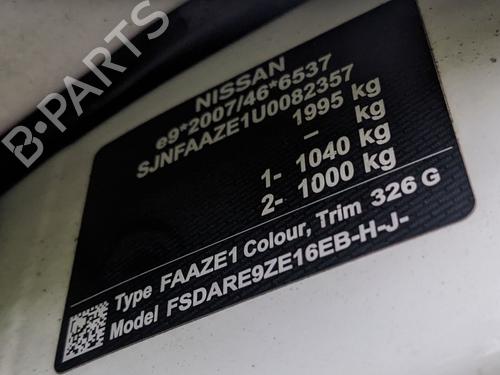 B-PARTS
NISSAN
e9*2007/46*6537
SJNFAAZE1U0082357
1995 kg
- kg
1- 1040 kg
2- 1000 kg
Type FAAZE1 Colour, Trim 326 G
Model FSDARE9ZE16EB-H-J-